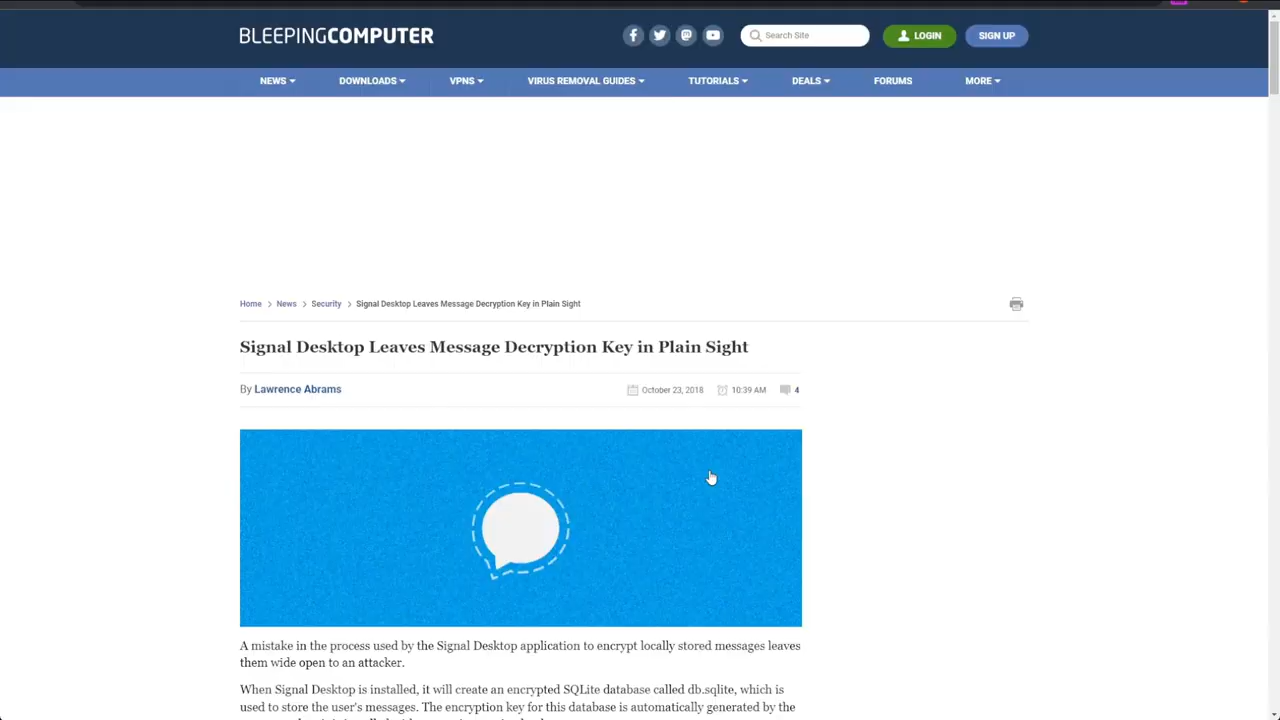 BLEEPINGCOMPUTER
Search Site
LOGIN
SIGN UP
NEWS
DOWNLOADS
VPNS
VIRUS REMOVAL GUIDES
TUTORIALS
DEALS
FORUMS
MORE
Home > News > Security > Signal Desktop Leaves Message Decryption Key in Plain Sight
Signal Desktop Leaves Message Decryption Key in Plain Sight
By Lawrence Abrams
October 23, 2018
10:39 AM
4
A mistake in the process used by the Signal Desktop application to encrypt locally stored messages leaves
them wide open to an attacker.
When Signal Desktop is installed, it will create an encrypted SQLite database called db.sqlite, which is
used to store the user's messages. The encryption key for this database is automatically generated by the